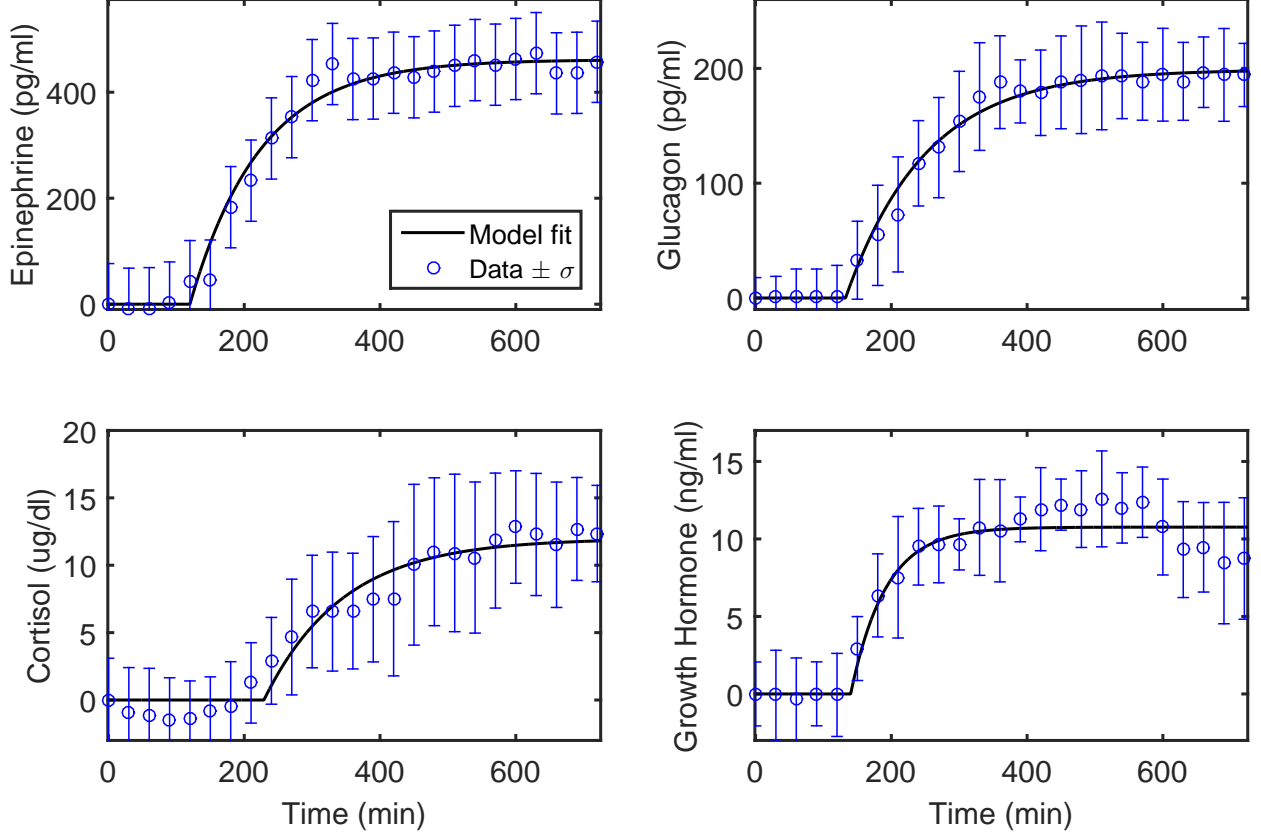 Epinephrine (pg/ml)
400
200
0
0 200 400 600
Model fit
Data ± σ
Glucagon (pg/ml)
200
100
0
0 200 400 600
Cortisol (ug/dl)
20
15
10
5
0
0 200 400 600
Time (min)
Growth Hormone (ng/ml)
15
10
5
0
0 200 400 600
Time (min)